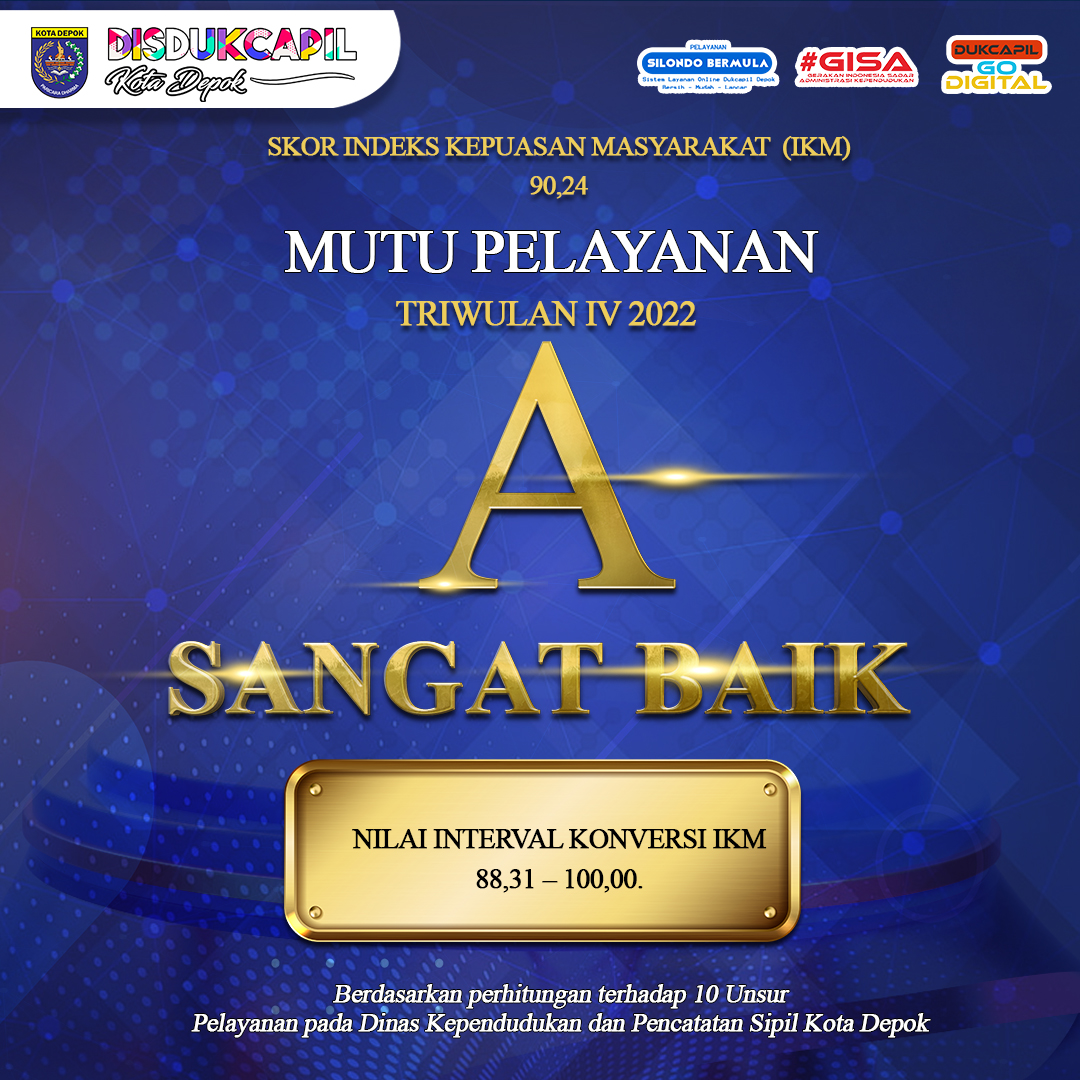 KOTA DEPOK
DISDUKCAPIL
Kota Depok
PELAYANAN
SILONDO BERMULA
Sistem Layanan Online Dukcapil Depok
Bersih - Mudah - Lancar
#GISA
GERAKAN INDONESIA SADAR
ADMINISTRASI KEPENDUDUKAN
DUKCAPIL
GO
DIGITAL
SKOR INDEKS KEPUASAN MASYARAKAT (IKM)
90,24
MUTU PELAYANAN
TRIWULAN IV 2022
A
SANGAT BAIK
NILAI INTERVAL KONVERSI IKM
88,31 – 100,00.
Berdasarkan perhitungan terhadap 10 Unsur
Pelayanan pada Dinas Kependudukan dan Pencatatan Sipil Kota Depok